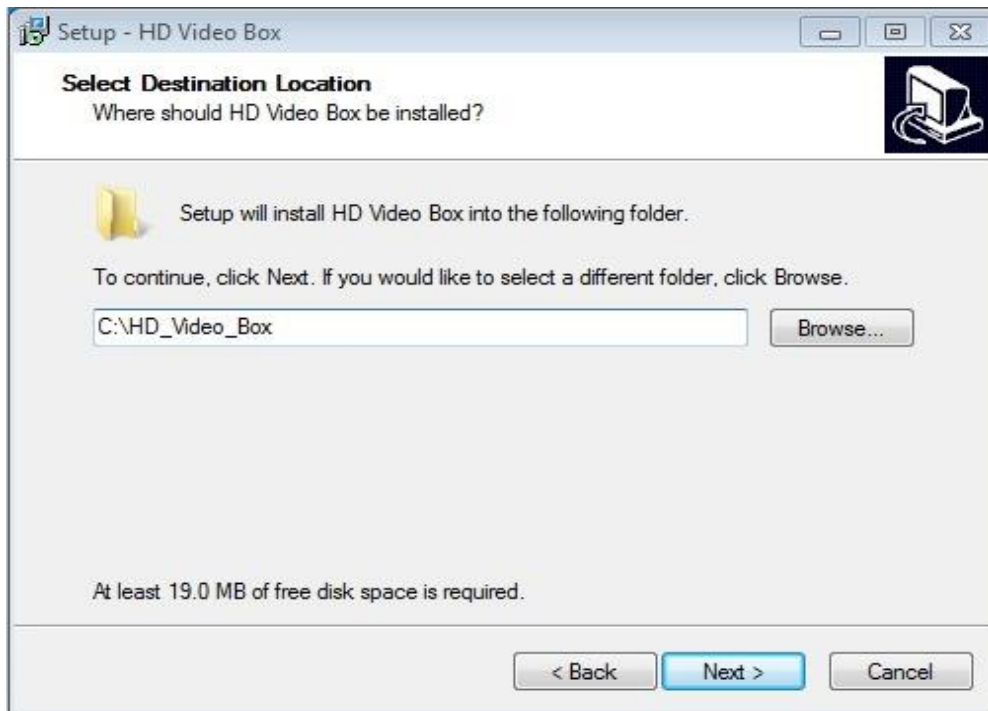 Setup - HD Video Box
Select Destination Location
Where should HD Video Box be installed?
Setup will install HD Video Box into the following folder.
To continue, click Next. If you would like to select a different folder, click Browse.
C:\HD_Video_Box
Browse...
At least 19.0 MB of free disk space is required.
< Back
Next >
Cancel